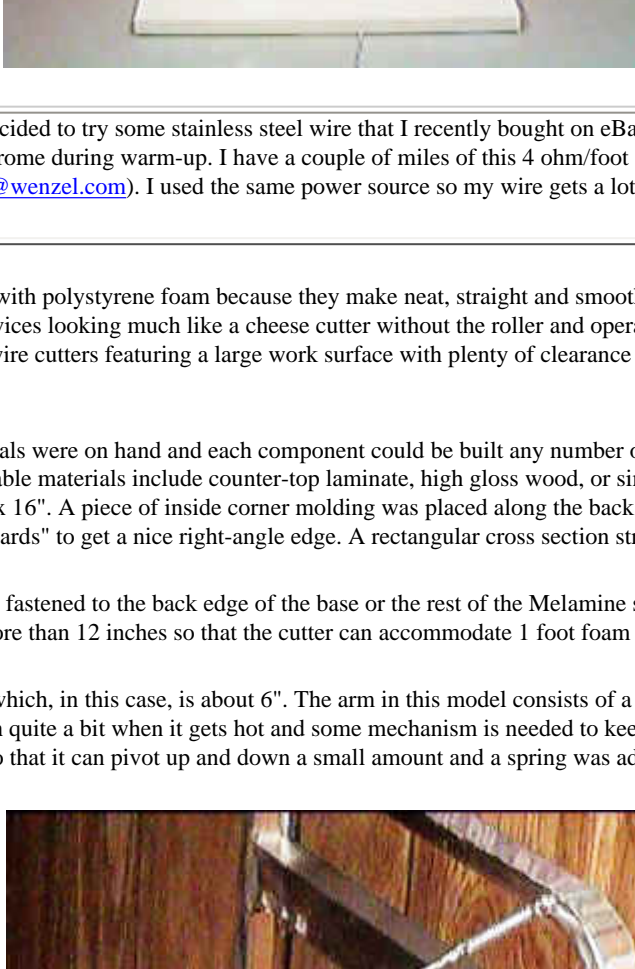 cided to try some stainless steel wire that I recently bought on eBa
rome during warm-up. I have a couple of miles of this 4 ohm/foot
@wenzel.com). I used the same power source so my wire gets a lot
with polystyrene foam because they make neat, straight and smoot
vices looking much like a cheese cutter without the roller and opera
wire cutters featuring a large work surface with plenty of clearance
als were on hand and each component could be built any number o
able materials include counter-top laminate, high gloss wood, or sin
x 16". A piece of inside corner molding was placed along the back
ards" to get a nice right-angle edge. A rectangular cross section str
fastened to the back edge of the base or the rest of the Melamine s
ore than 12 inches so that the cutter can accommodate 1 foot foam
which, in this case, is about 6". The arm in this model consists of a
n quite a bit when it gets hot and some mechanism is needed to kee
o that it can pivot up and down a small amount and a spring was ad